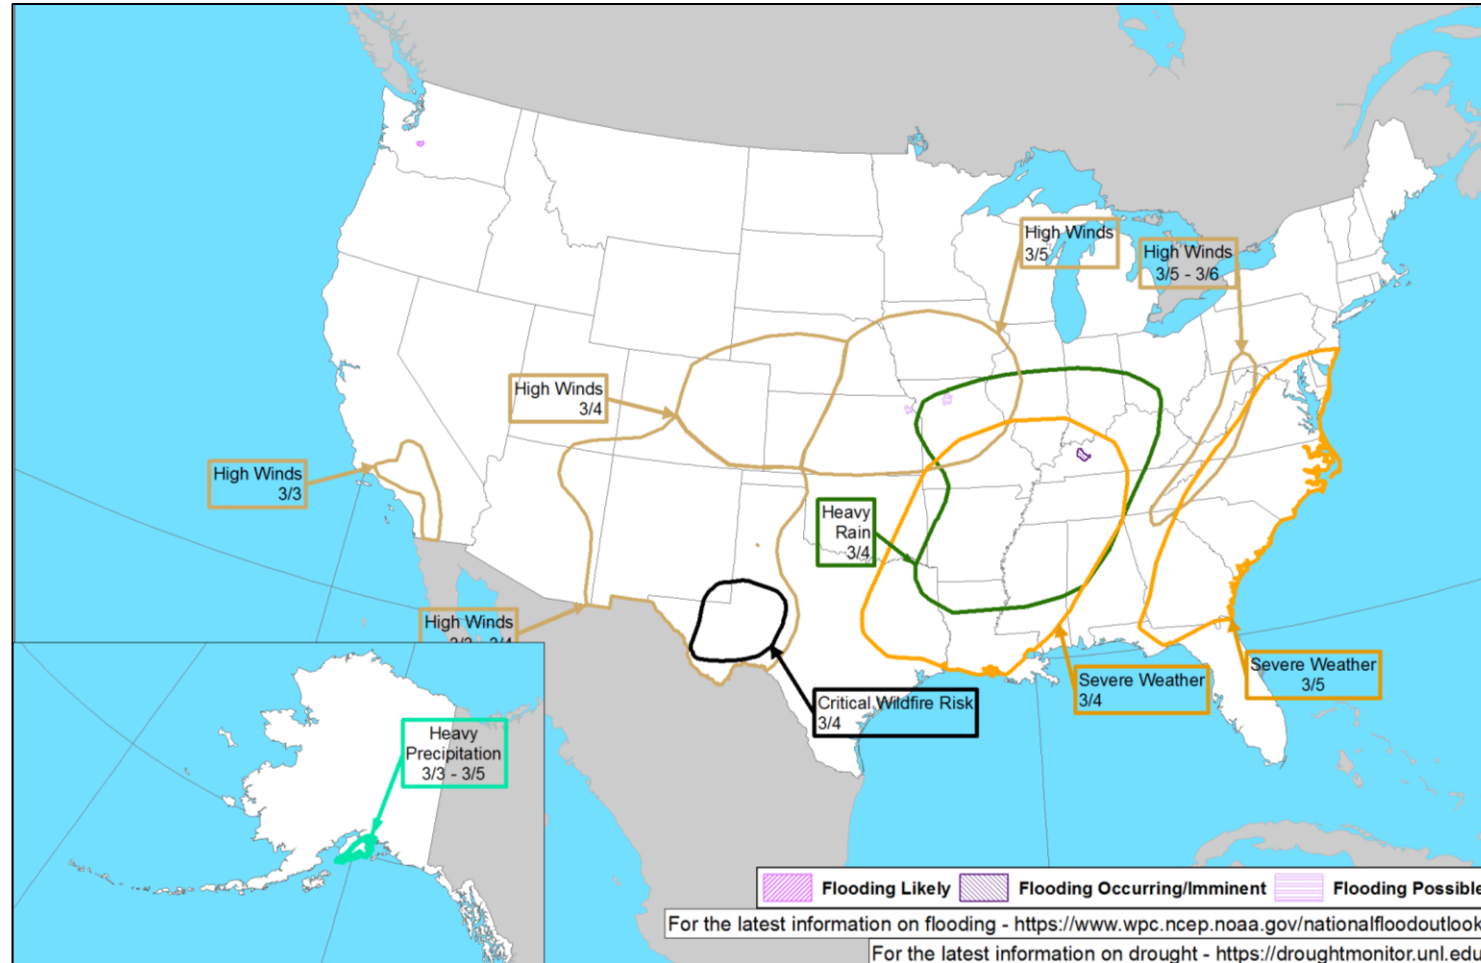 High Winds
3/5
High Winds
3/5 - 3/6
High Winds
3/4
High Winds
3/3
Heavy
Rain
3/4
High Winds
Severe Weather
3/5
Severe Weather
3/4
Critical Wildfire Risk
3/4
Heavy
Precipitation
3/3 - 3/5
Flooding Likely
Flooding Occurring/Imminent
Flooding Possible
For the latest information on flooding - https://www.wpc.ncep.noaa.gov/nationalfloodoutlook
For the latest information on drought - https://droughtmonitor.unl.edu